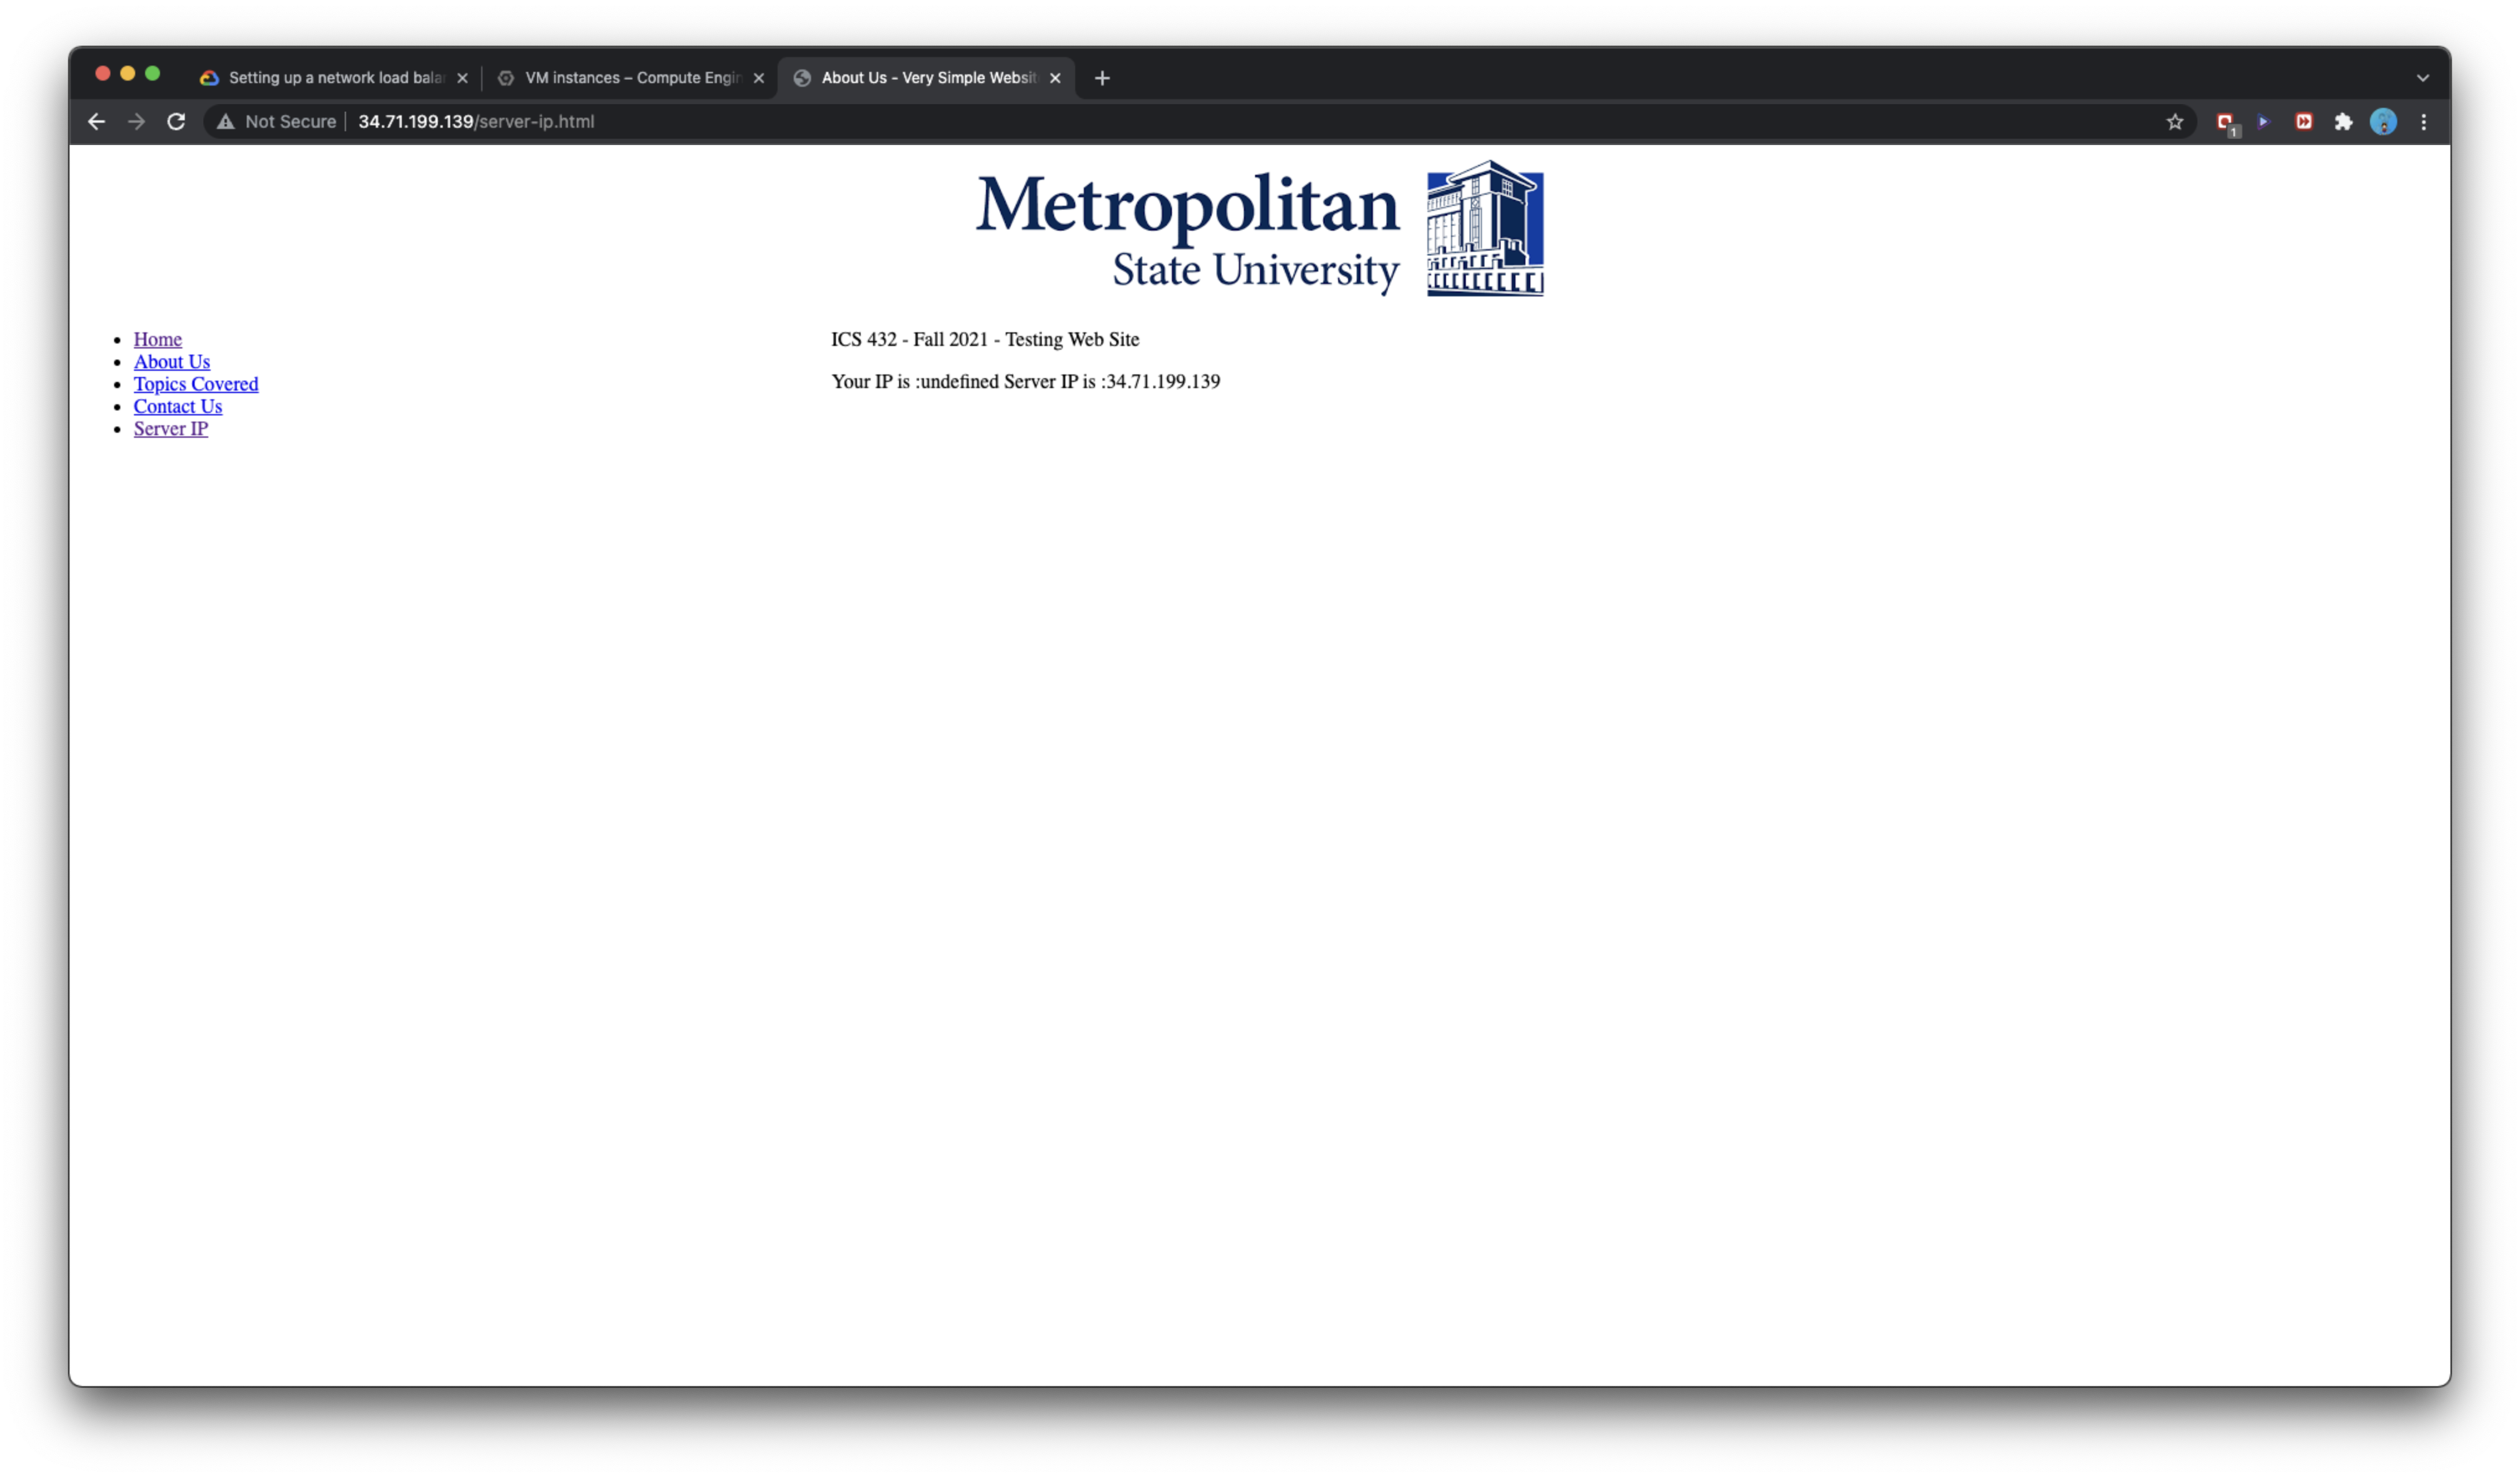 Setting up a network load bala
VM instances – Compute Engin
About Us - Very Simple Websit
Not Secure
34.71.199.139/server-ip.html
1
Metropolitan
State University
Home
About Us
Topics Covered
Contact Us
Server IP
ICS 432 - Fall 2021 - Testing Web Site
Your IP is :undefined Server IP is :34.71.199.139